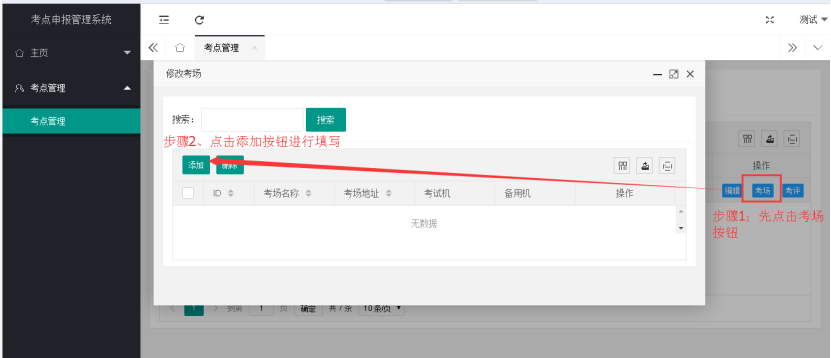 考点申报管理系统
测试
主页
考点管理
考点管理
考点管理
修改考场
搜索：
搜索
步骤2、点击添加按钮进行填写
添加
删除
操作
ID
考场名称
考场地址
考试机
备用机
操作
编辑
考场
考评
无数据
步骤1；先点击考场
按钮
1
到第
1
页
确定
共 7 条
10 条/页